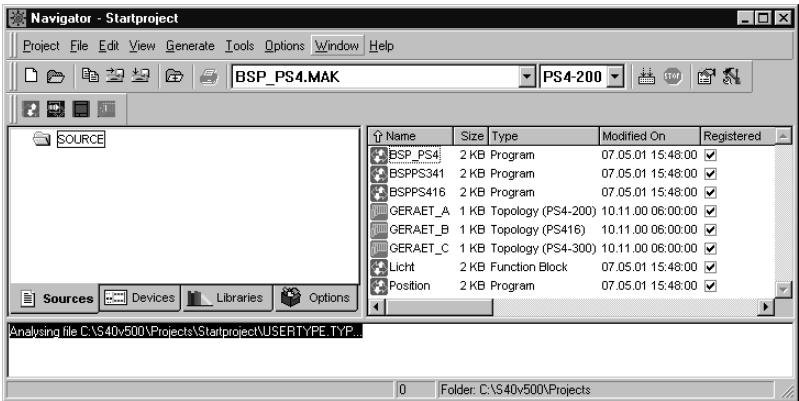 Navigator - Startproject
Project File Edit View Generate Tools Options Window Help
BSP_PS4.MAK PS4-200 STOP
SOURCE
Name Size Type Modified On Registered
BSP_PS4 2 KB Program 07.05.01 15:48:00
BSPPS341 2 KB Program 07.05.01 15:48:00
BSPPS416 2 KB Program 07.05.01 15:48:00
GERAET_A 1 KB Topology (PS4-200) 10.11.00 06:00:00
GERAET_B 1 KB Topology (PS416) 10.11.00 06:00:00
GERAET_C 1 KB Topology (PS4-300) 10.11.00 06:00:00
Licht 2 KB Function Block 07.05.01 15:48:00
Position 2 KB Program 07.05.01 15:48:00
Sources Devices Libraries Options
Analysing file C:\S40v500\Projects\Startproject\USERTYPE.TYP...
0 Folder: C:\S40v500\Projects